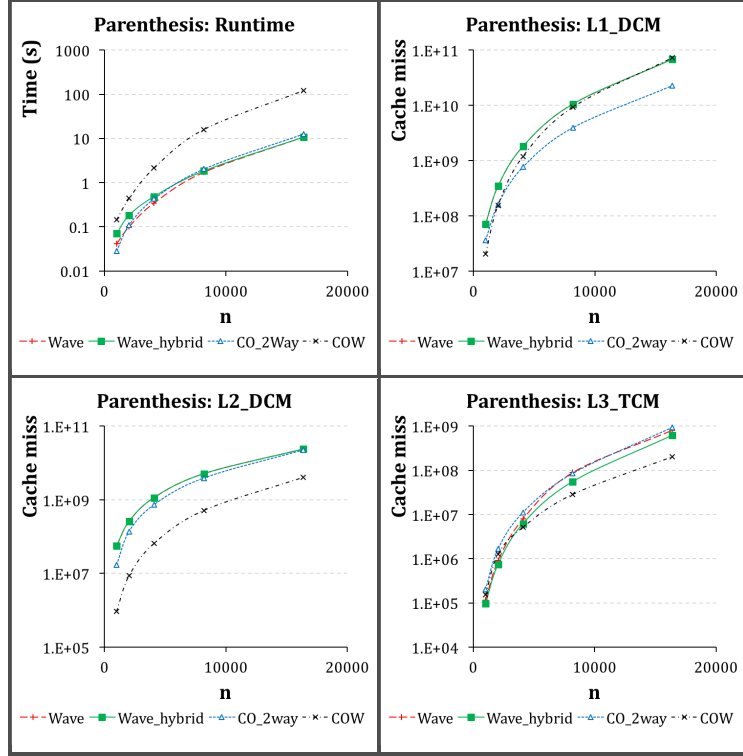 Parenthesis: Runtime
Time (s)
1000
100
10
1
0.1
0.01
0 10000 20000
n
Wave Wave_hybrid CO_2Way COW
Parenthesis: L1_DCM
Cache miss
1.E+11
1.E+10
1.E+09
1.E+08
1.E+07
0 10000 20000
n
Wave Wave_hybrid CO_2way COW
Parenthesis: L2_DCM
Cache miss
1.E+11
1.E+09
1.E+07
1.E+05
0 10000 20000
n
Wave Wave_hybrid CO_2way COW
Parenthesis: L3_TCM
Cache miss
1.E+09
1.E+08
1.E+07
1.E+06
1.E+05
1.E+04
0 10000 20000
n
Wave Wave_hybrid CO_2way COW